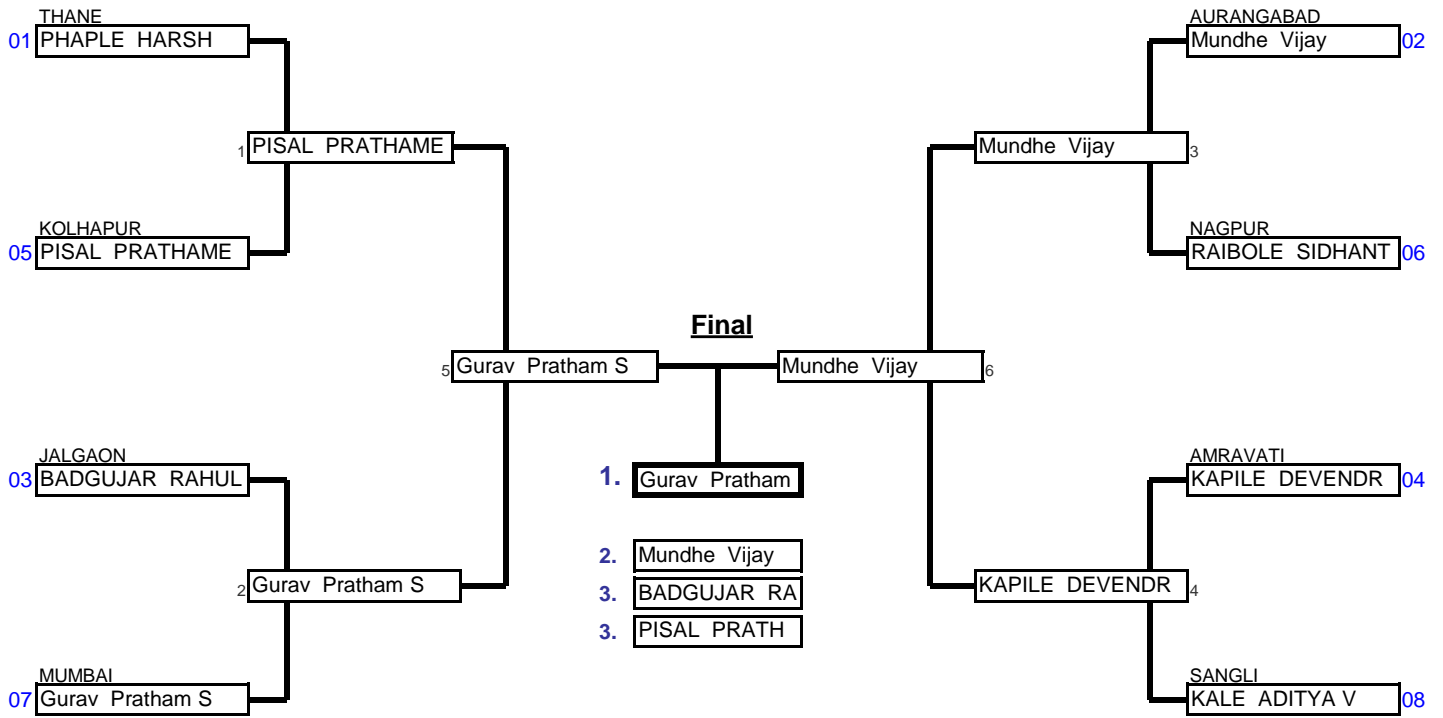 THANE
01 PHAPLE HARSH
AURANGABAD
Mundhe Vijay 02
1 PISAL PRATHAME
Mundhe Vijay 3
KOLHAPUR
05 PISAL PRATHAME
NAGPUR
RAIBOLE SIDHANT 06
Final
5 Gurav Pratham S
Mundhe Vijay 6
JALGAON
03 BADGUJAR RAHUL
1. Gurav Pratham
AMRAVATI
KAPILE DEVENDR 04
2. Mundhe Vijay
2 Gurav Pratham S
3. BADGUJAR RA
KAPILE DEVENDR 4
3. PISAL PRATH
MUMBAI
07 Gurav Pratham S
SANGLI
KALE ADITYA V 08